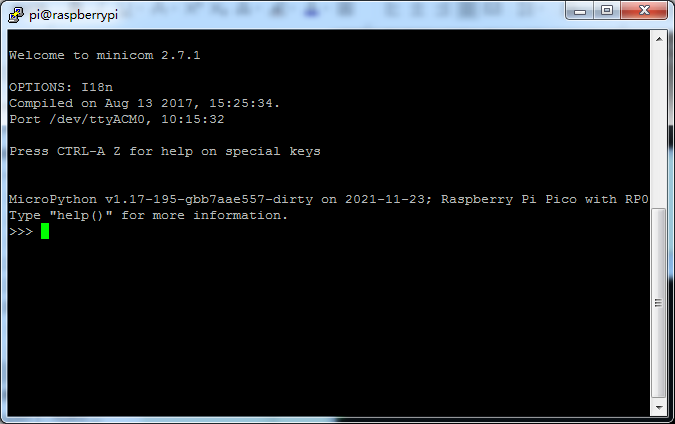 pi@raspberrypi
Welcome to minicom 2.7.1
OPTIONS: I18n
Compiled on Aug 13 2017, 15:25:34.
Port /dev/ttyACM0, 10:15:32
Press CTRL-A Z for help on special keys
MicroPython v1.17-195-gbb7aae557-dirty on 2021-11-23; Raspberry Pi Pico with RP0
Type "help()" for more information.
>>>